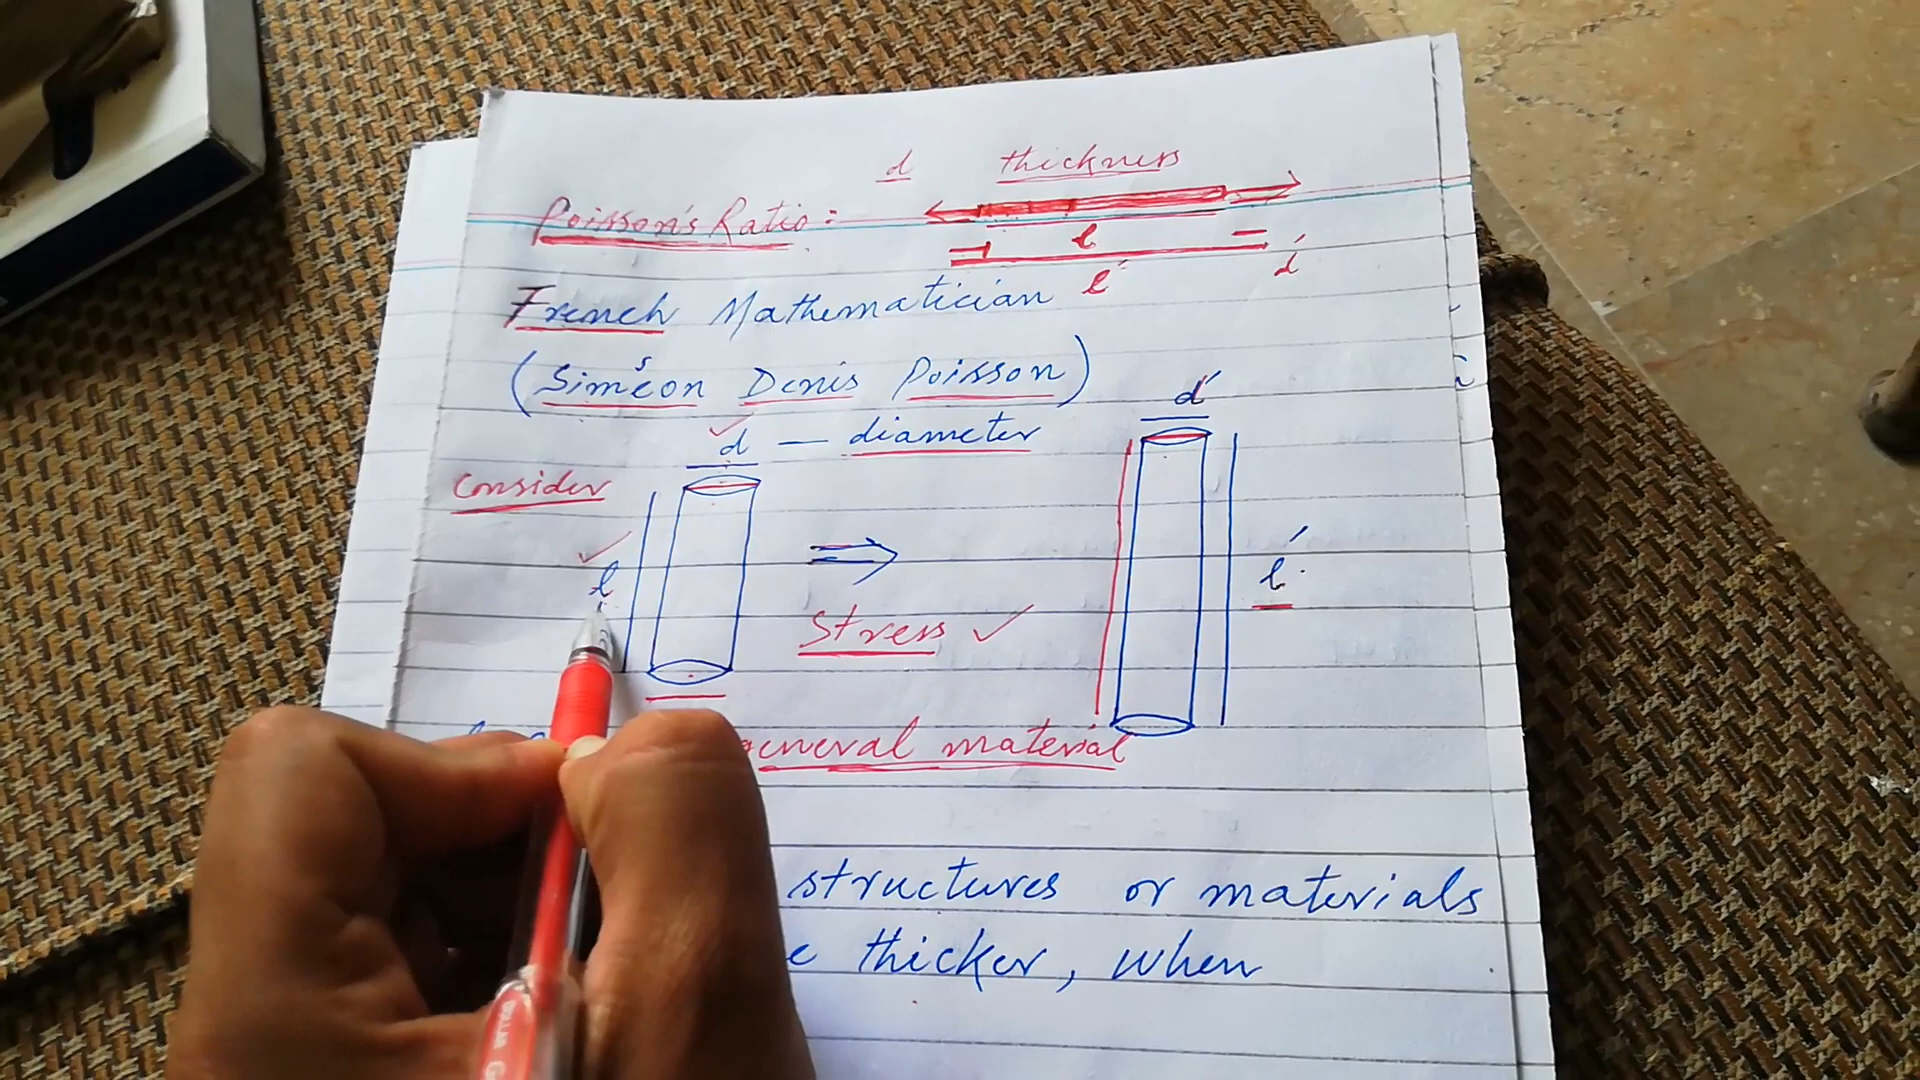 d thickness
Poisson's Ratio:
l
l′ d′
French Mathematician
(Siméon Denis Poisson)
d′
d — diameter
Consider
l
l′
Stress ✓
general material
structures or materials
thicker, when